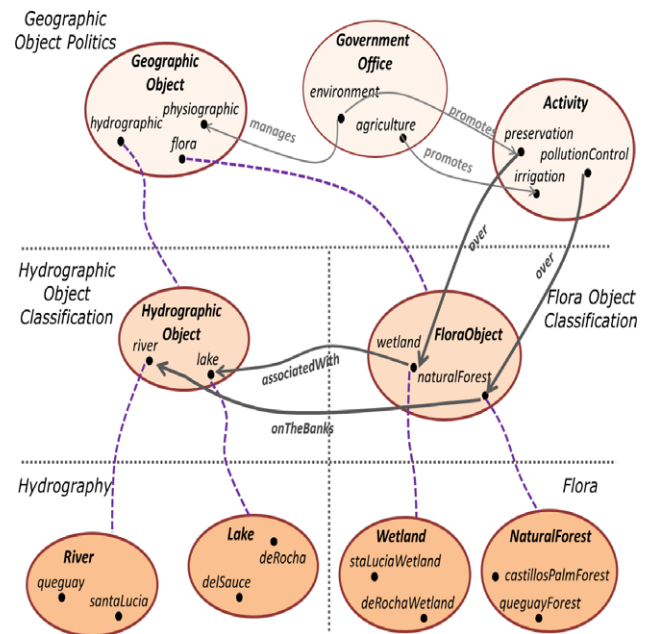 Geographic
Object Politics
Geographic
Object
physiographic
hydrographic
flora
Government
Office
environment
agriculture
manages
promotes
promotes
Activity
preservation
pollutionControl
irrigation
over
over
Hydrographic
Object
Classification
Hydrographic
Object
river
lake
associatedWith
onTheBanks
wetland
FloraObject
naturalForest
Flora Object
Classification
Hydrography
Flora
River
queguay
santaLucia
Lake
deRocha
delSauce
Wetland
staLuciaWetland
deRochaWetland
NaturalForest
castillosPalmForest
queguayForest